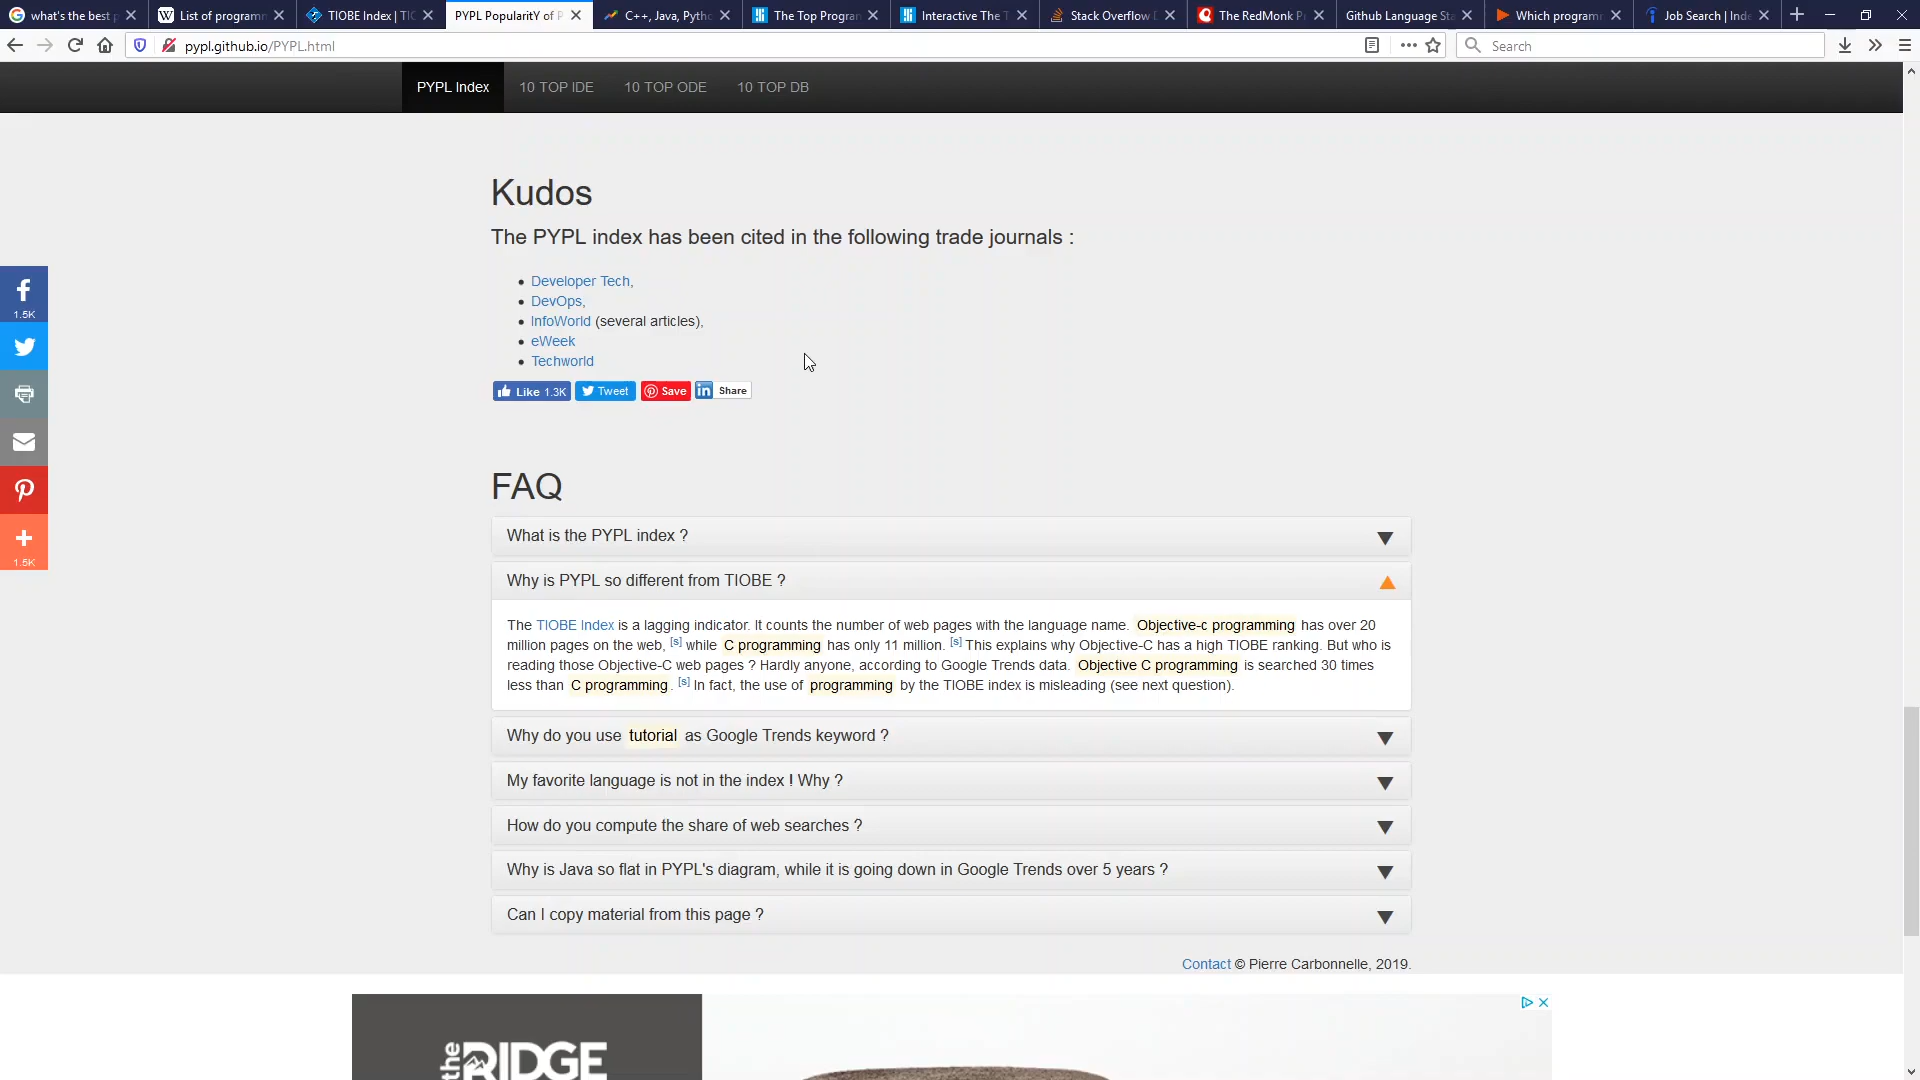 what's the best p
List of programm
TIOBE Index | TIO
PYPL PopularitY of P
C++, Java, Pytho
The Top Program
Interactive The T
Stack Overflow D
The RedMonk P
Github Language Sta
Which programm
Job Search | Inde
pypl.github.io/PYPL.html
Search
PYPL Index
10 TOP IDE
10 TOP ODE
10 TOP DB
Kudos
The PYPL index has been cited in the following trade journals :
Developer Tech,
DevOps,
InfoWorld (several articles),
eWeek
Techworld
Like 1.3K
Tweet
Save
Share
1.5K
1.5K
FAQ
What is the PYPL index ?
Why is PYPL so different from TIOBE ?
The TIOBE Index is a lagging indicator. It counts the number of web pages with the language name. Objective-c programming has over 20
million pages on the web, [s] while C programming has only 11 million. [s] This explains why Objective-C has a high TIOBE ranking. But who is
reading those Objective-C web pages ? Hardly anyone, according to Google Trends data. Objective C programming is searched 30 times
less than C programming . [s] In fact, the use of programming by the TIOBE index is misleading (see next question).
Why do you use tutorial as Google Trends keyword ?
My favorite language is not in the index ! Why ?
How do you compute the share of web searches ?
Why is Java so flat in PYPL's diagram, while it is going down in Google Trends over 5 years ?
Can I copy material from this page ?
Contact © Pierre Carbonnelle, 2019.
the RIDGE